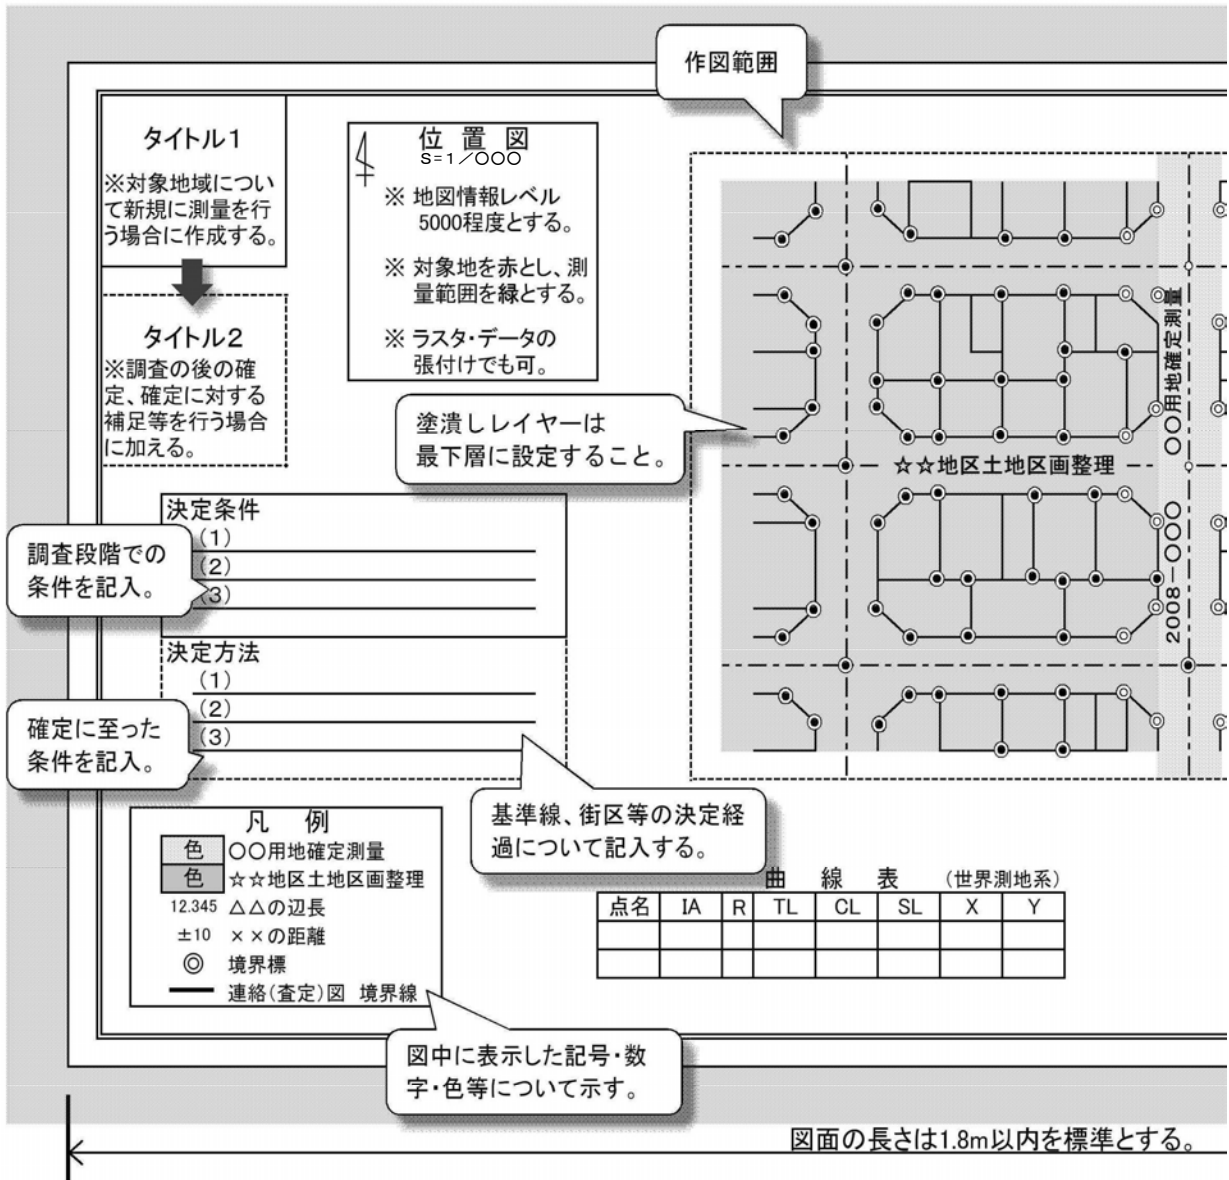 作図範囲
タイトル1
※対象地域につい
て新規に測量を行
う場合に作成する。
タイトル2
※調査の後の確
定、確定に対する
補足等を行う場合
に加える。
位 置 図
S=1/○○○
※ 地図情報レベル
5000程度とする。
※ 対象地を赤とし、測
量範囲を緑とする。
※ ラスタ・データの
張付けでも可。
塗潰しレイヤーは
最下層に設定すること。
☆☆地区土地区画整理
○○用地確定測量
2008-○○○
決定条件
(1)
(2)
(3)
調査段階での
条件を記入。
決定方法
(1)
(2)
(3)
確定に至った
条件を記入。
基準線、街区等の決定経
過について記入する。
凡 例
色 ○○用地確定測量
色 ☆☆地区土地区画整理
12.345 △△の辺長
±10 ××の距離
◎ 境界標
連絡(査定)図 境界線
図中に表示した記号・数
字・色等について示す。
曲 線 表 (世界測地系)
点名 IA R TL CL SL X Y
図面の長さは1.8m以内を標準とする。